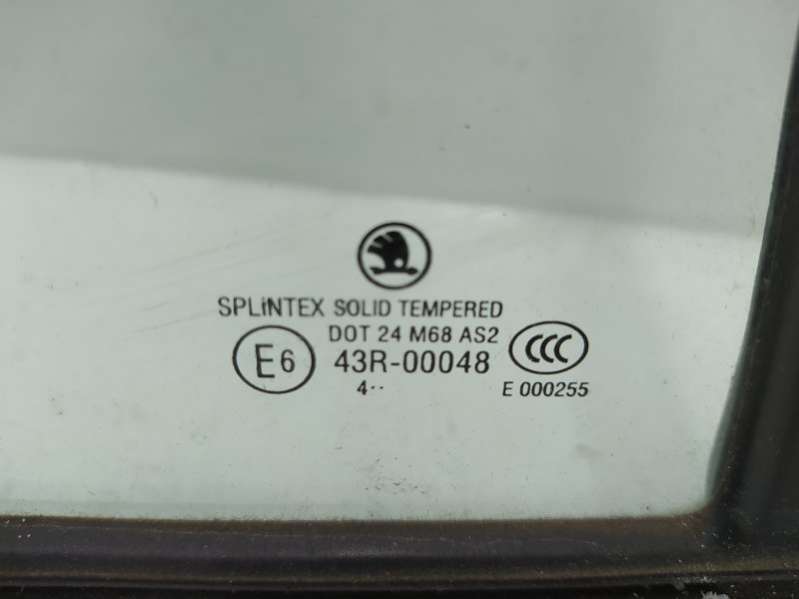 SPLiNTEX SOLID TEMPERED
DOT 24 M68 AS2
E6 43R-00048 CCC
4·· E 000255